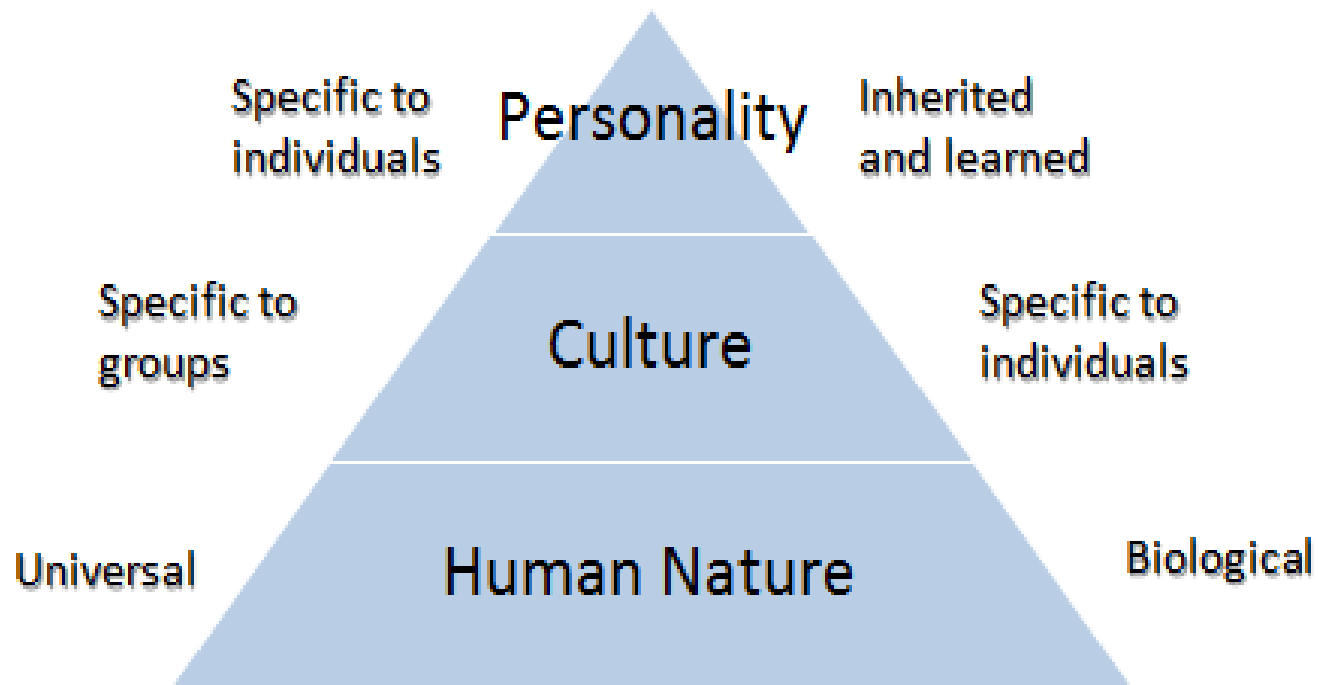 Specific to
individuals
Personality
Inherited
and learned
Specific to
groups
Culture
Specific to
individuals
Universal
Human Nature
Biological